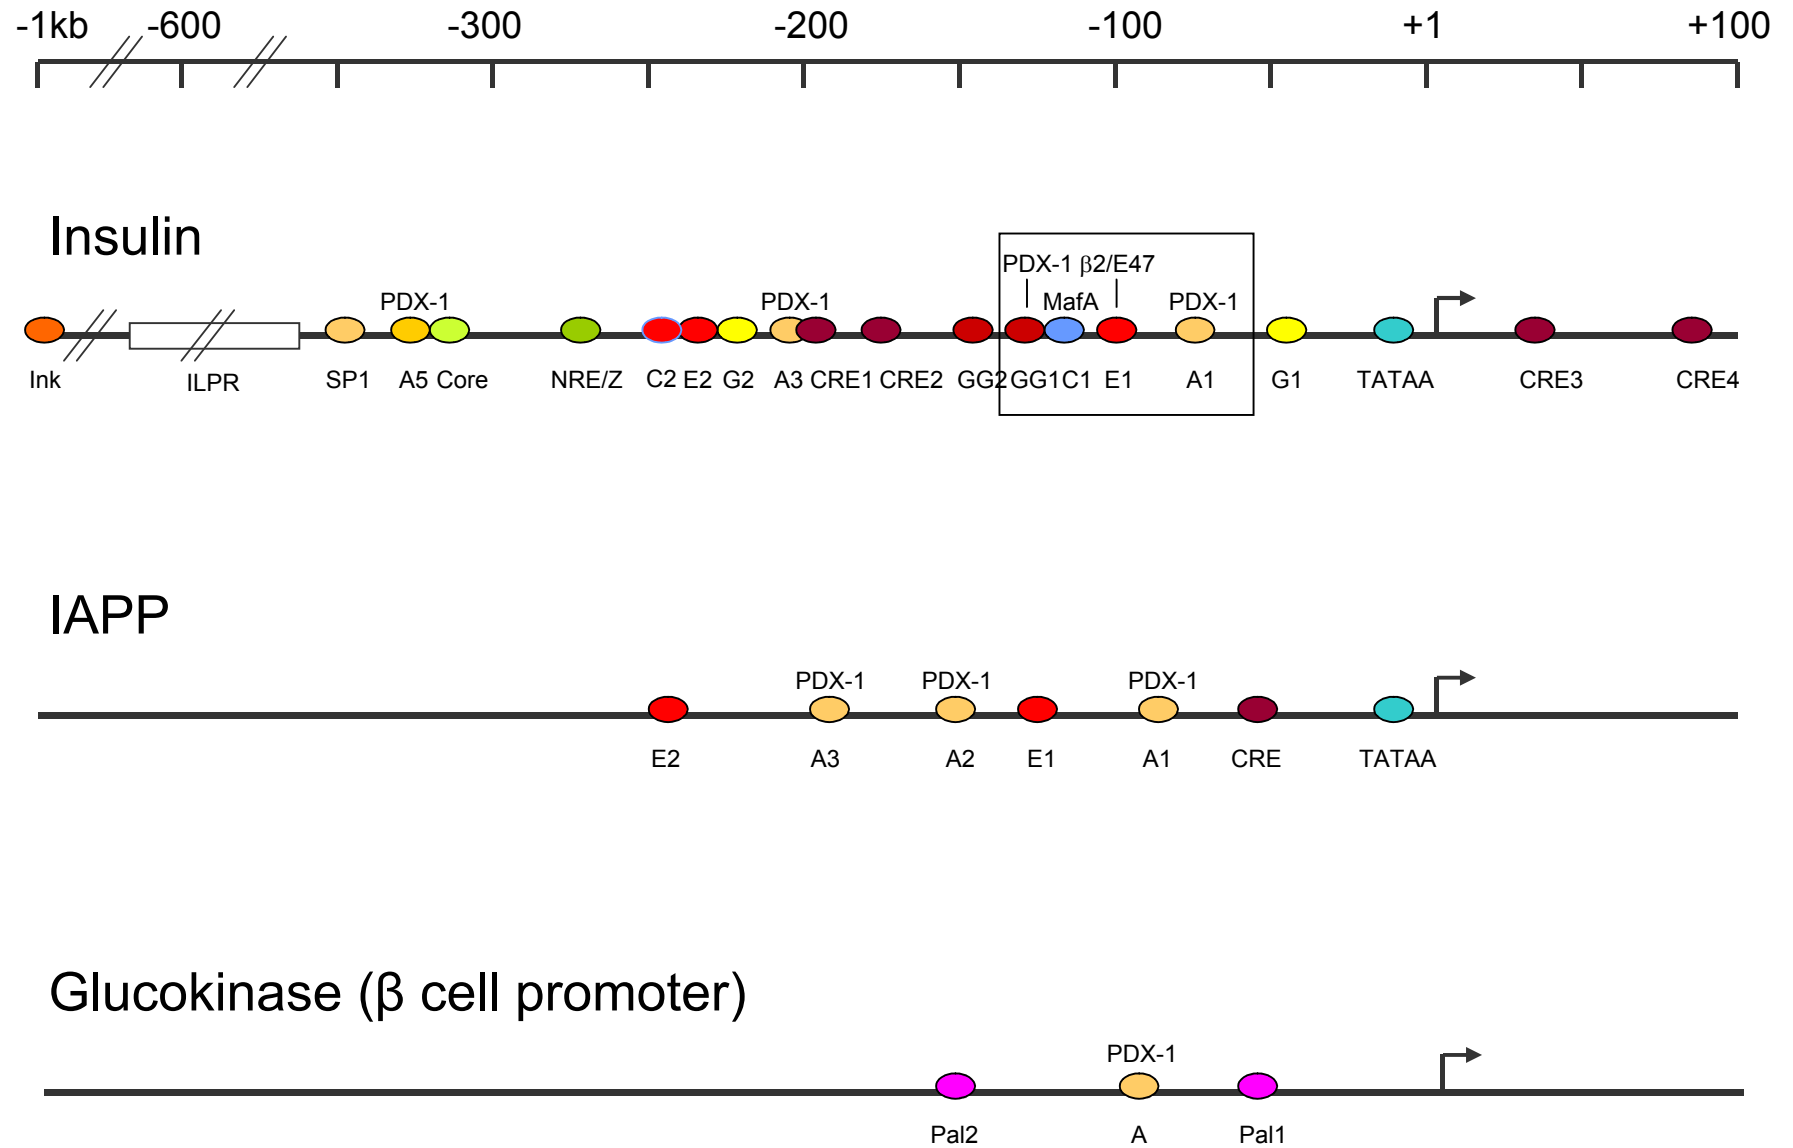 -1kb -600 -300 -200 -100 +1 +100
Insulin
PDX-1 β2/E47
PDX-1 PDX-1 MafA PDX-1
Ink ILPR SP1 A5 Core NRE/Z C2 E2 G2 A3 CRE1 CRE2 GG2 GG1 C1 E1 A1 G1 TATAA CRE3 CRE4
IAPP
PDX-1 PDX-1 PDX-1
E2 A3 A2 E1 A1 CRE TATAA
Glucokinase (β cell promoter)
PDX-1
Pal2 A Pal1